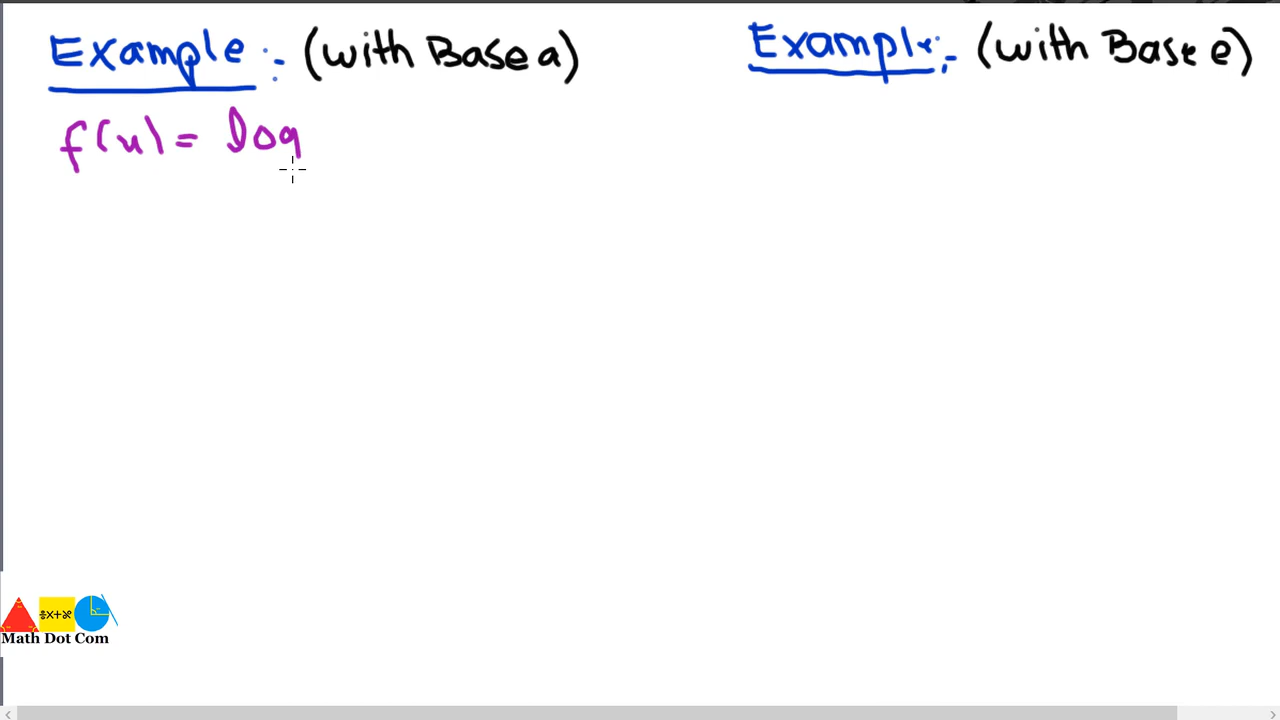 Example :- (with Base a)
f(x) = log
Example :- (with Base e)
÷x+
Math Dot Com